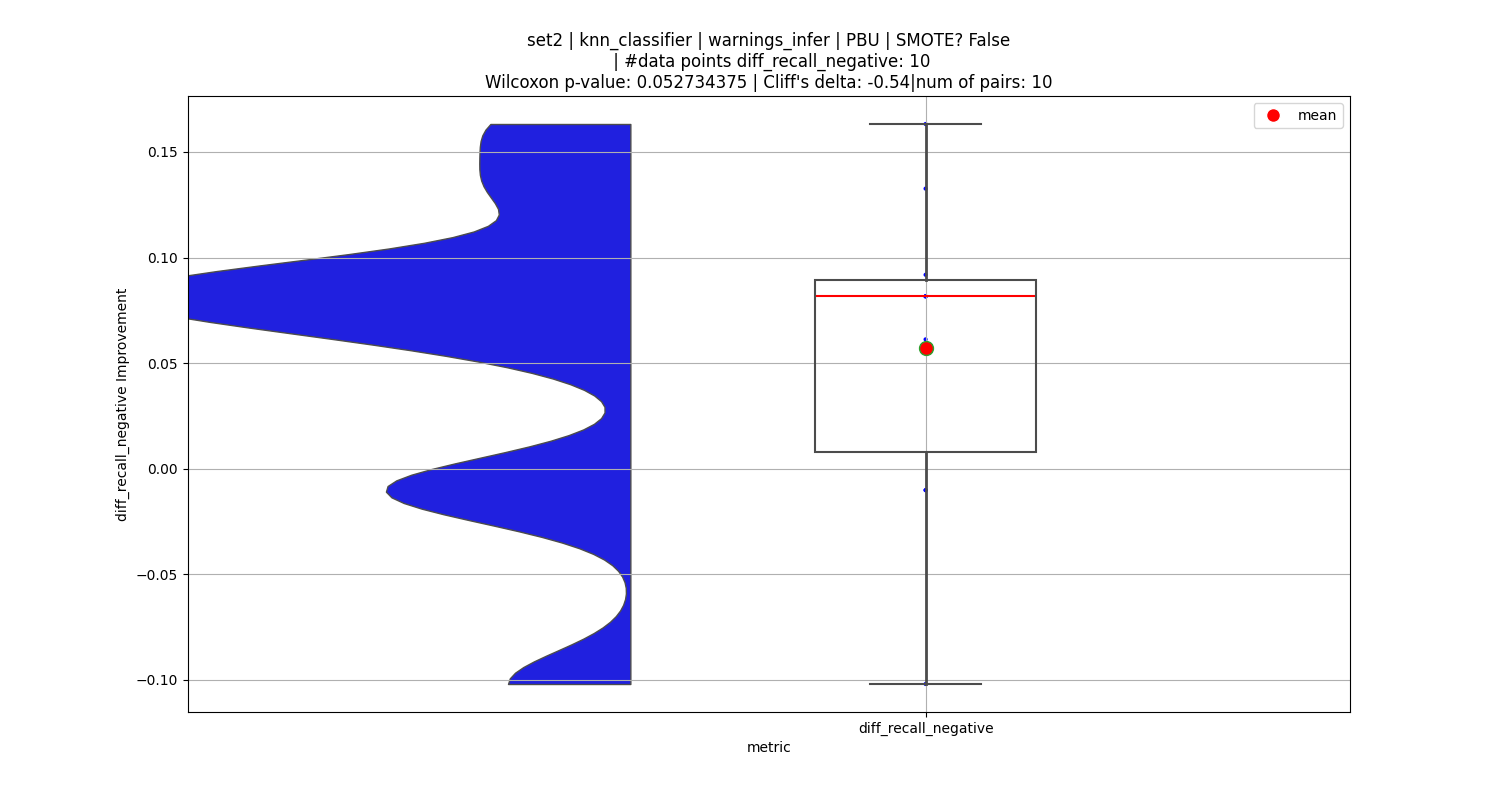 set2 | knn_classifier | warnings_infer | PBU | SMOTE? False
| #data points diff_recall_negative: 10
Wilcoxon p-value: 0.052734375 | Cliff's delta: -0.54|num of pairs: 10
mean
0.15
0.10
0.05
0.00
−0.05
−0.10
diff_recall_negative Improvement
diff_recall_negative
metric